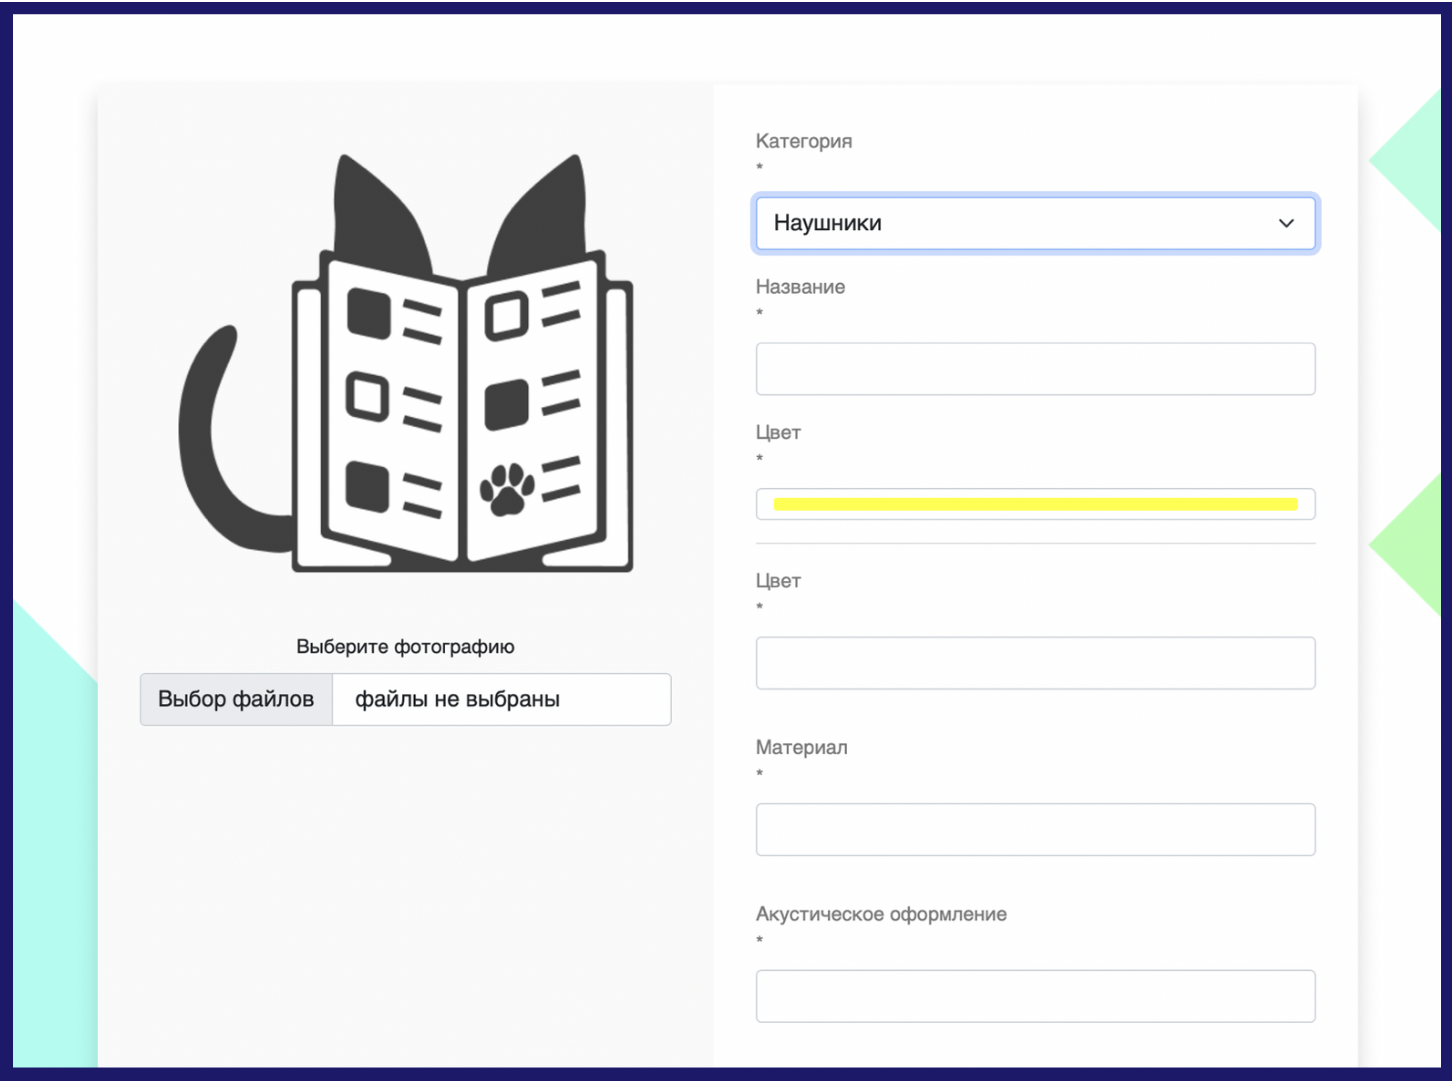 Выберите фотографию
Выбор файлов файлы не выбраны
Категория
*
Наушники
Название
*
Цвет
*
Цвет
*
Материал
*
Акустическое оформление
*